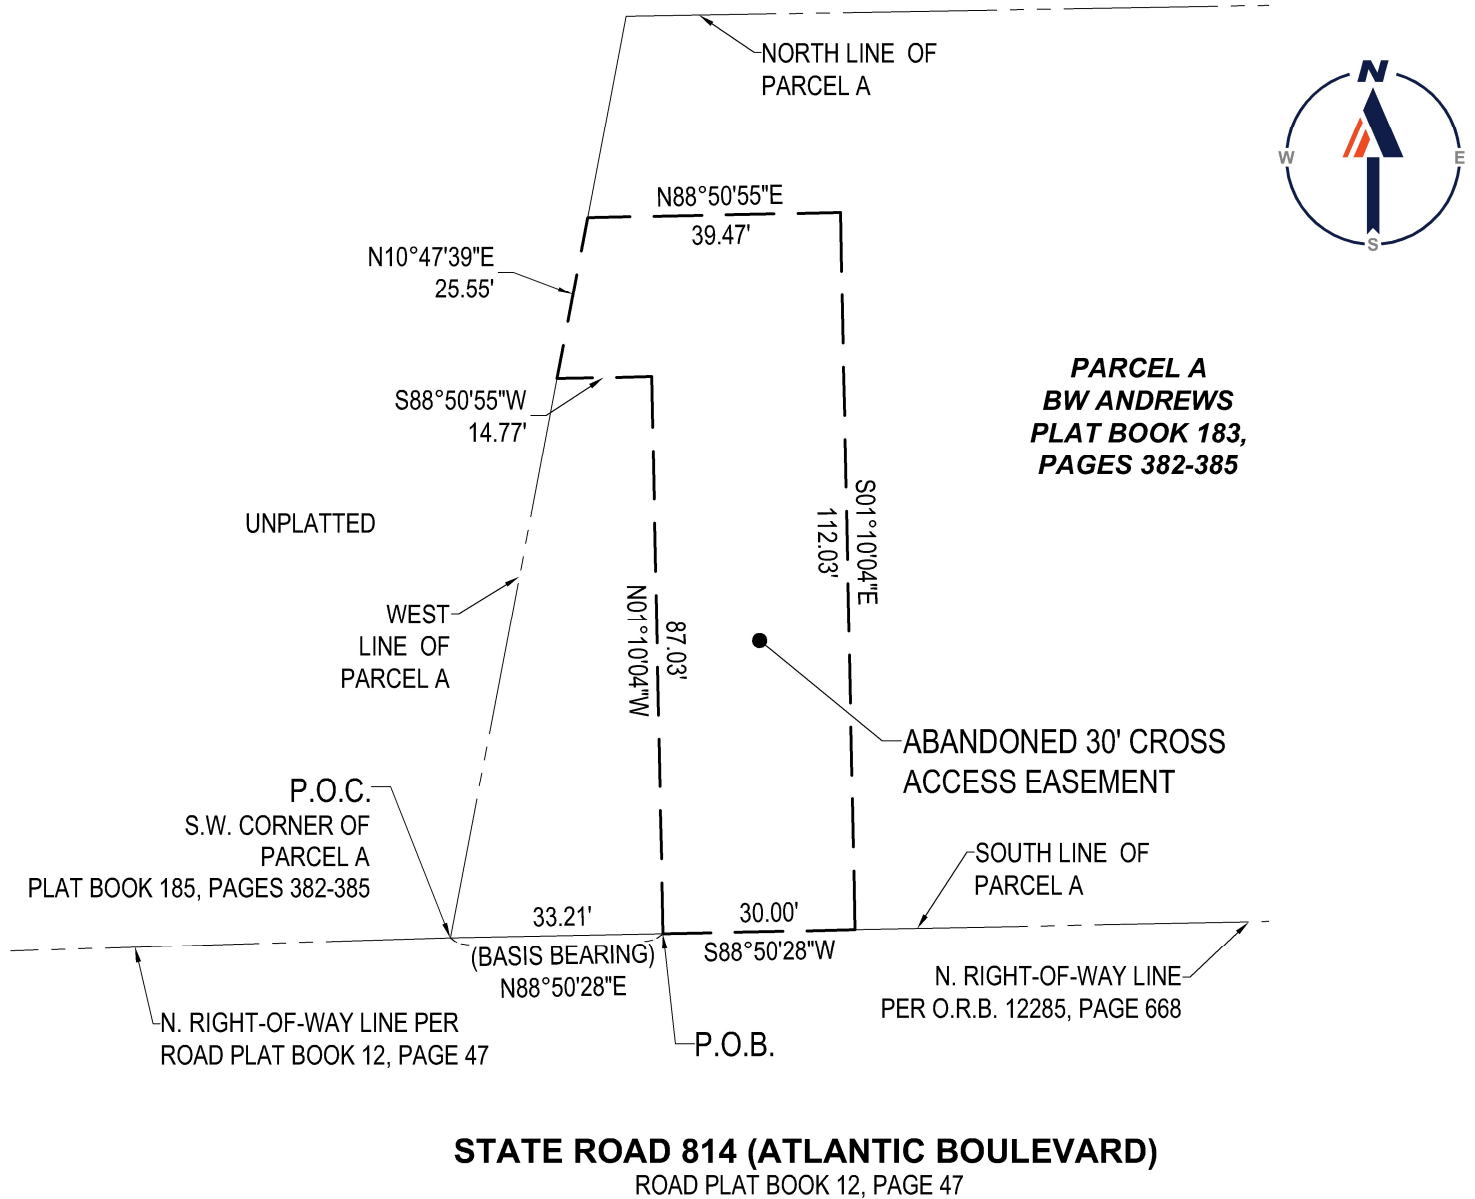 NORTH LINE OF
PARCEL A
N
W
E
S
N88°50'55"E
39.47'
N10°47'39"E
25.55'
S88°50'55"W
14.77'
PARCEL A
BW ANDREWS
PLAT BOOK 183,
PAGES 382-385
S01°10'04"E
112.03'
UNPLATTED
WEST
LINE OF
PARCEL A
N01°10'04"W
87.03'
ABANDONED 30' CROSS
ACCESS EASEMENT
P.O.C.
S.W. CORNER OF
PARCEL A
PLAT BOOK 185, PAGES 382-385
SOUTH LINE OF
PARCEL A
33.21'
(BASIS BEARING)
N88°50'28"E
30.00'
S88°50'28"W
N. RIGHT-OF-WAY LINE
PER O.R.B. 12285, PAGE 668
N. RIGHT-OF-WAY LINE PER
ROAD PLAT BOOK 12, PAGE 47
P.O.B.
STATE ROAD 814 (ATLANTIC BOULEVARD)
ROAD PLAT BOOK 12, PAGE 47